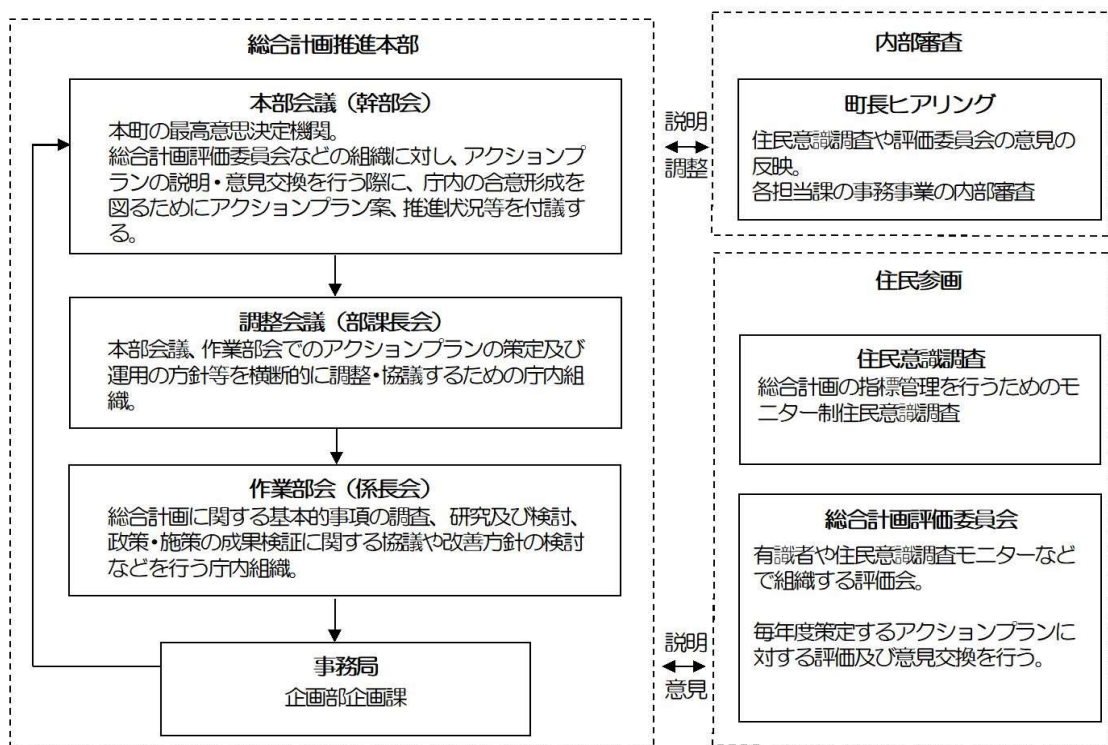 総合計画推進本部
本部会議（幹部会）
本町の最高意思決定機関。
総合計画評価委員会などの組織に対し、アクションプ
ランの説明・意見交換を行う際に、庁内の合意形成を
図るためにアクションプラン案、推進状況等を付議す
る。
調整会議（部課長会）
本部会議、作業部会でのアクションプランの策定及び
運用の方針等を横断的に調整・協議するための庁内組
織。
作業部会（係長会）
総合計画に関する基本的事項の調査、研究及び検討、
政策・施策の成果検証に関する協議や改善方針の検討
などを行う庁内組織。
事務局
企画部企画課
説明
調整
説明
意見
内部審査
町長ヒアリング
住民意識調査や評価委員会の意見の
反映。
各担当課の事務事業の内部審査
住民参画
住民意識調査
総合計画の指標管理を行うためのモ
ニター制住民意識調査
総合計画評価委員会
有識者や住民意識調査モニターなど
で組織する評価会。
毎年度策定するアクションプランに
対する評価及び意見交換を行う。